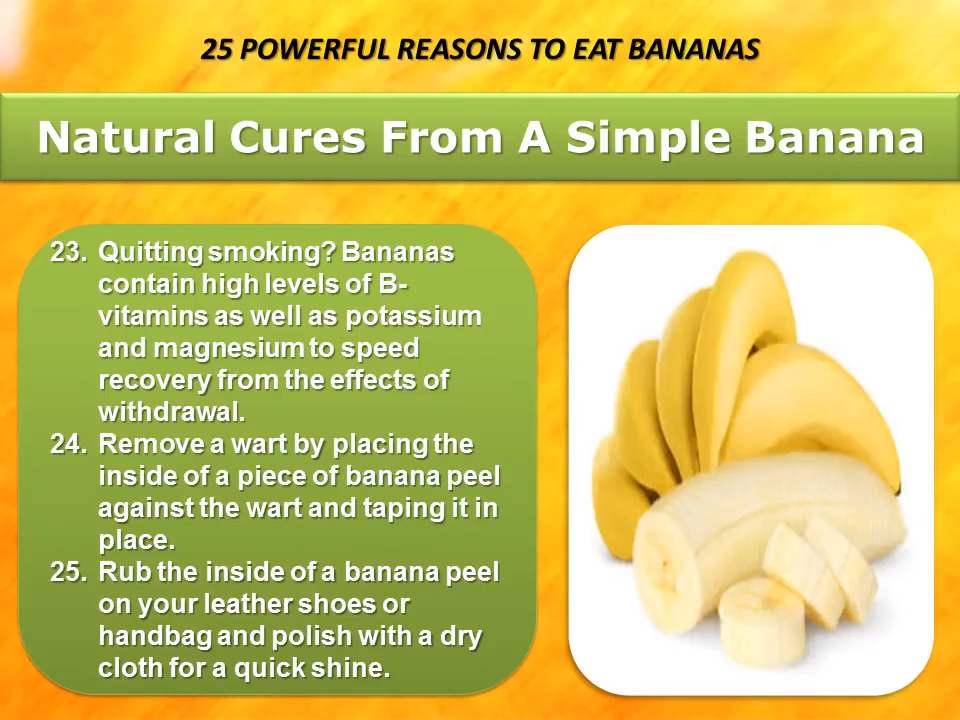 25 POWERFUL REASONS TO EAT BANANAS
Natural Cures From A Simple Banana
23. Quitting smoking? Bananas
contain high levels of B-
vitamins as well as potassium
and magnesium to speed
recovery from the effects of
withdrawal.
24. Remove a wart by placing the
inside of a piece of banana peel
against the wart and taping it in
place.
25. Rub the inside of a banana peel
on your leather shoes or
handbag and polish with a dry
cloth for a quick shine.